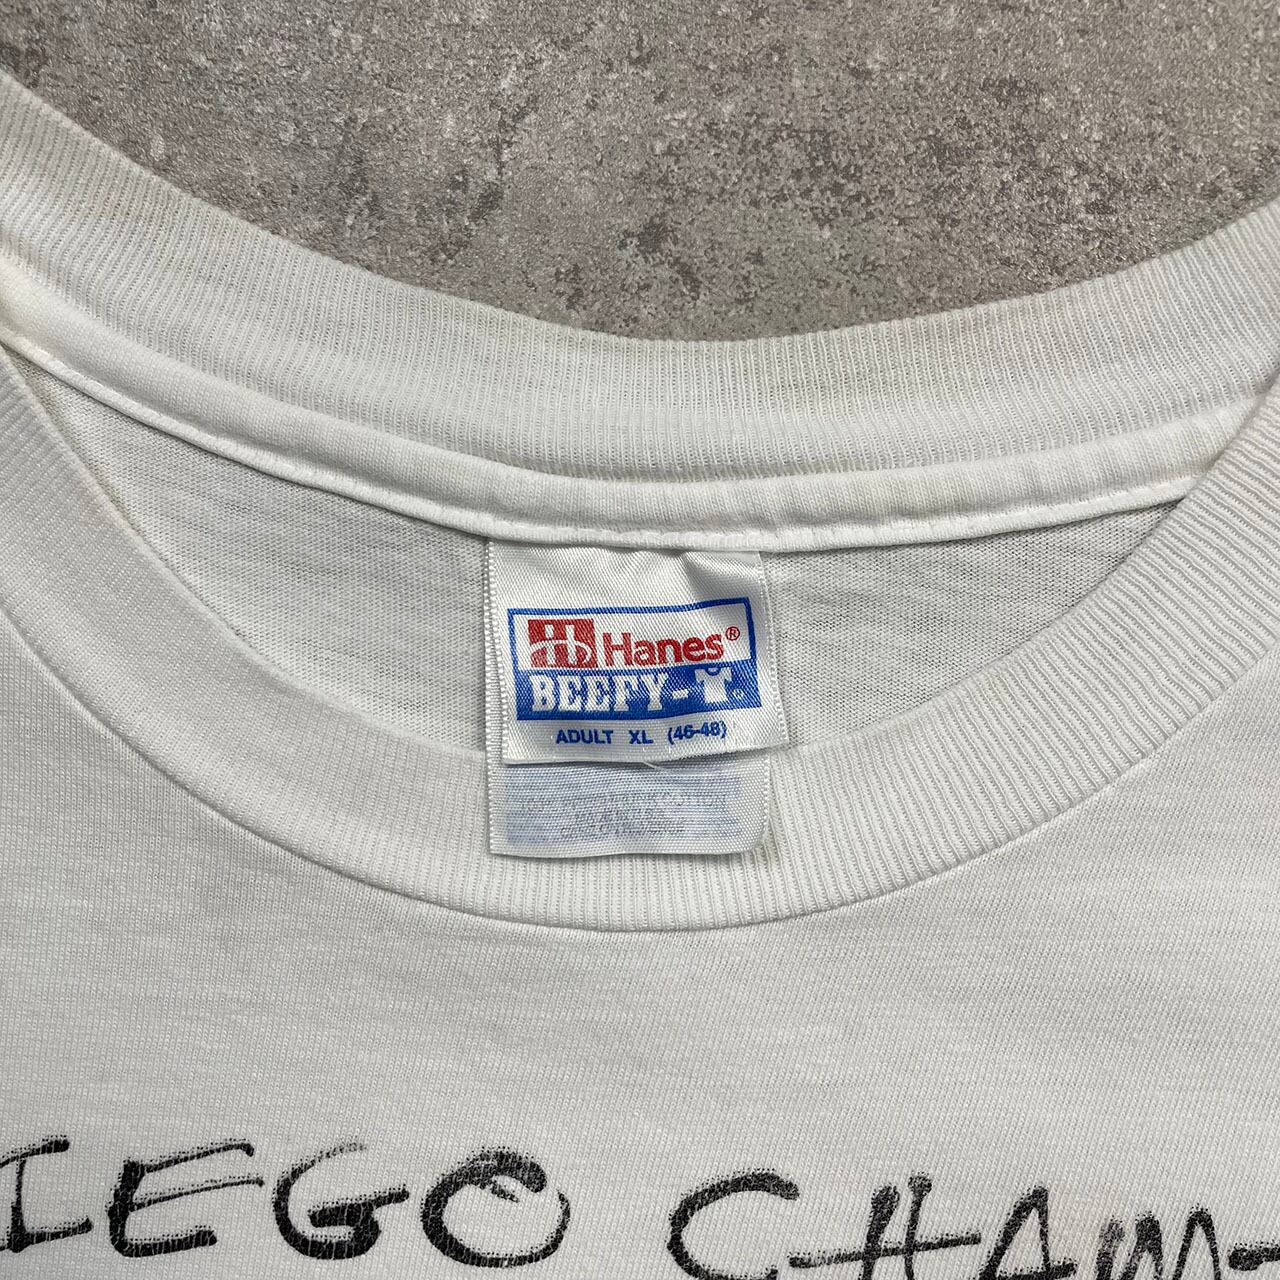 Hanes®
BEEFY-T®
ADULT XL (46-48)
IEGO CHAM